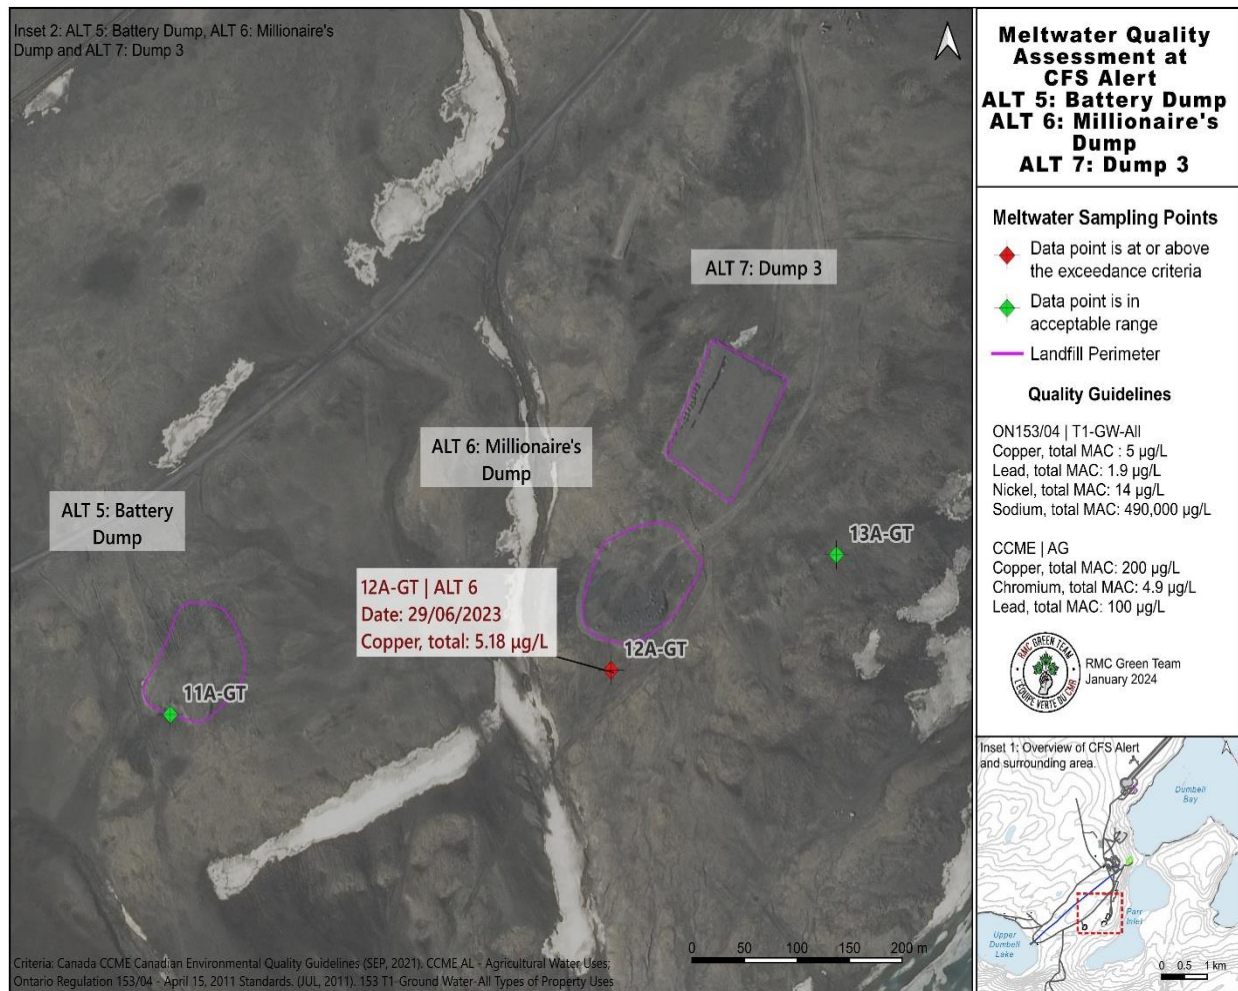 Inset 2: ALT 5: Battery Dump, ALT 6: Millionaire's
Dump and ALT 7: Dump 3
ALT 7: Dump 3
ALT 6: Millionaire's
Dump
ALT 5: Battery
Dump
13A-GT
12A-GT | ALT 6
Date: 29/06/2023
Copper, total: 5.18 µg/L
12A-GT
11A-GT
0 50 100 150 200 m
Criteria: Canada CCME Canadian Environmental Quality Guidelines (SEP, 2021). CCME AL - Agricultural Water Uses;
Ontario Regulation 153/04 - April 15, 2011 Standards. (JUL, 2011). 153 T1-Ground Water-All Types of Property Uses
Meltwater Quality
Assessment at
CFS Alert
ALT 5: Battery Dump
ALT 6: Millionaire's
Dump
ALT 7: Dump 3
Meltwater Sampling Points
Data point is at or above
the exceedance criteria
Data point is in
acceptable range
Landfill Perimeter
Quality Guidelines
ON153/04 | T1-GW-All
Copper, total MAC : 5 µg/L
Lead, total MAC: 1.9 µg/L
Nickel, total MAC: 14 µg/L
Sodium, total MAC: 490,000 µg/L
CCME | AG
Copper, total MAC: 200 µg/L
Chromium, total MAC: 4.9 µg/L
Lead, total MAC: 100 µg/L
RMC GREEN TEAM
L'ÉQUIPE VERTE DU CMR
RMC Green Team
January 2024
Inset 1: Overview of CFS Alert
and surrounding area.
Dumbell
Bay
Parr
Inlet
Upper
Dumbell
Lake
0 0.5 1 km